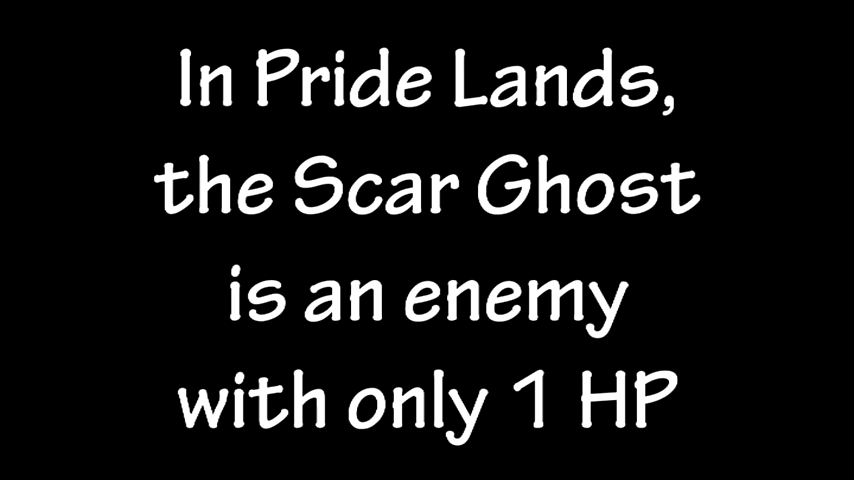 In Pride Lands,
the Scar Ghost
is an enemy
with only 1 HP